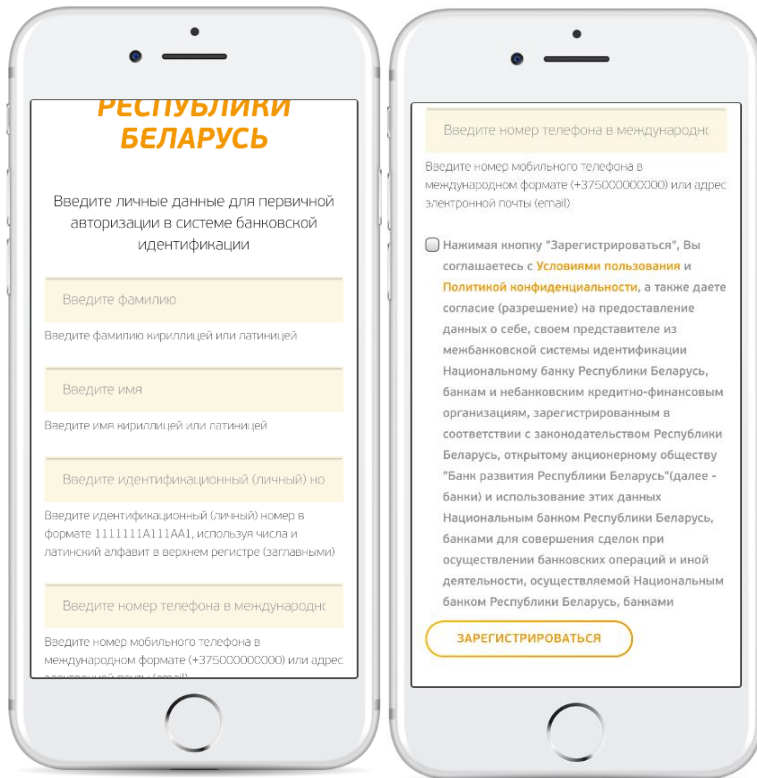 РЕСПУБЛИКИ
БЕЛАРУСЬ
Введите личные данные для первичной
авторизации в системе банковской
идентификации
Введите фамилию
Введите фамилию кириллицей или латиницей
Введите имя
Введите имя кириллицей или латиницей
Введите идентификационный (личный) но
Введите идентификационный (личный) номер в
формате 1111111A111AA1, используя числа и
латинский алфавит в верхнем регистре (заглавными)
Введите номер телефона в международнс
Введите номер мобильного телефона в
международном формате (+375000000000) или адрес
электронной почты (email)
Введите номер телефона в международнс
Введите номер мобильного телефона в
международном формате (+375000000000) или адрес
электронной почты (email)
Нажимая кнопку "Зарегистрироваться", Вы
соглашаетесь с Условиями пользования и
Политикой конфиденциальности, а также даете
согласие (разрешение) на предоставление
данных о себе, своем представителе из
межбанковской системы идентификации
Национальному банку Республики Беларусь,
банкам и небанковским кредитно-финансовым
организациям, зарегистрированным в
соответствии с законодательством Республики
Беларусь, открытому акционерному обществу
"Банк развития Республики Беларусь"(далее -
банки) и использование этих данных
Национальным банком Республики Беларусь,
банками для совершения сделок при
осуществлении банковских операций и иной
деятельности, осуществляемой Национальным
банком Республики Беларусь, банками
ЗАРЕГИСТРИРОВАТЬСЯ